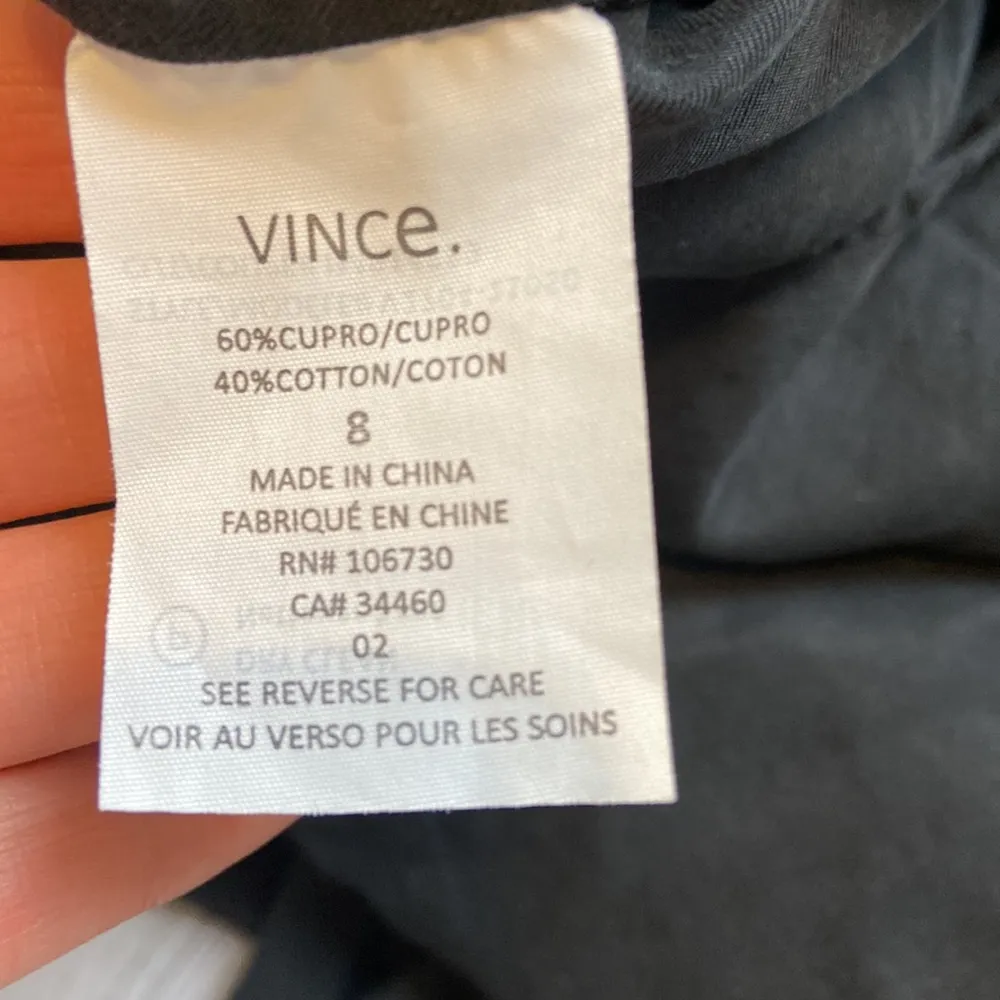 VINCe.
60%CUPRO/CUPRO
40%COTTON/COTON
8
MADE IN CHINA
FABRIQUÉ EN CHINE
RN# 106730
CA# 34460
02
SEE REVERSE FOR CARE
VOIR AU VERSO POUR LES SOINS